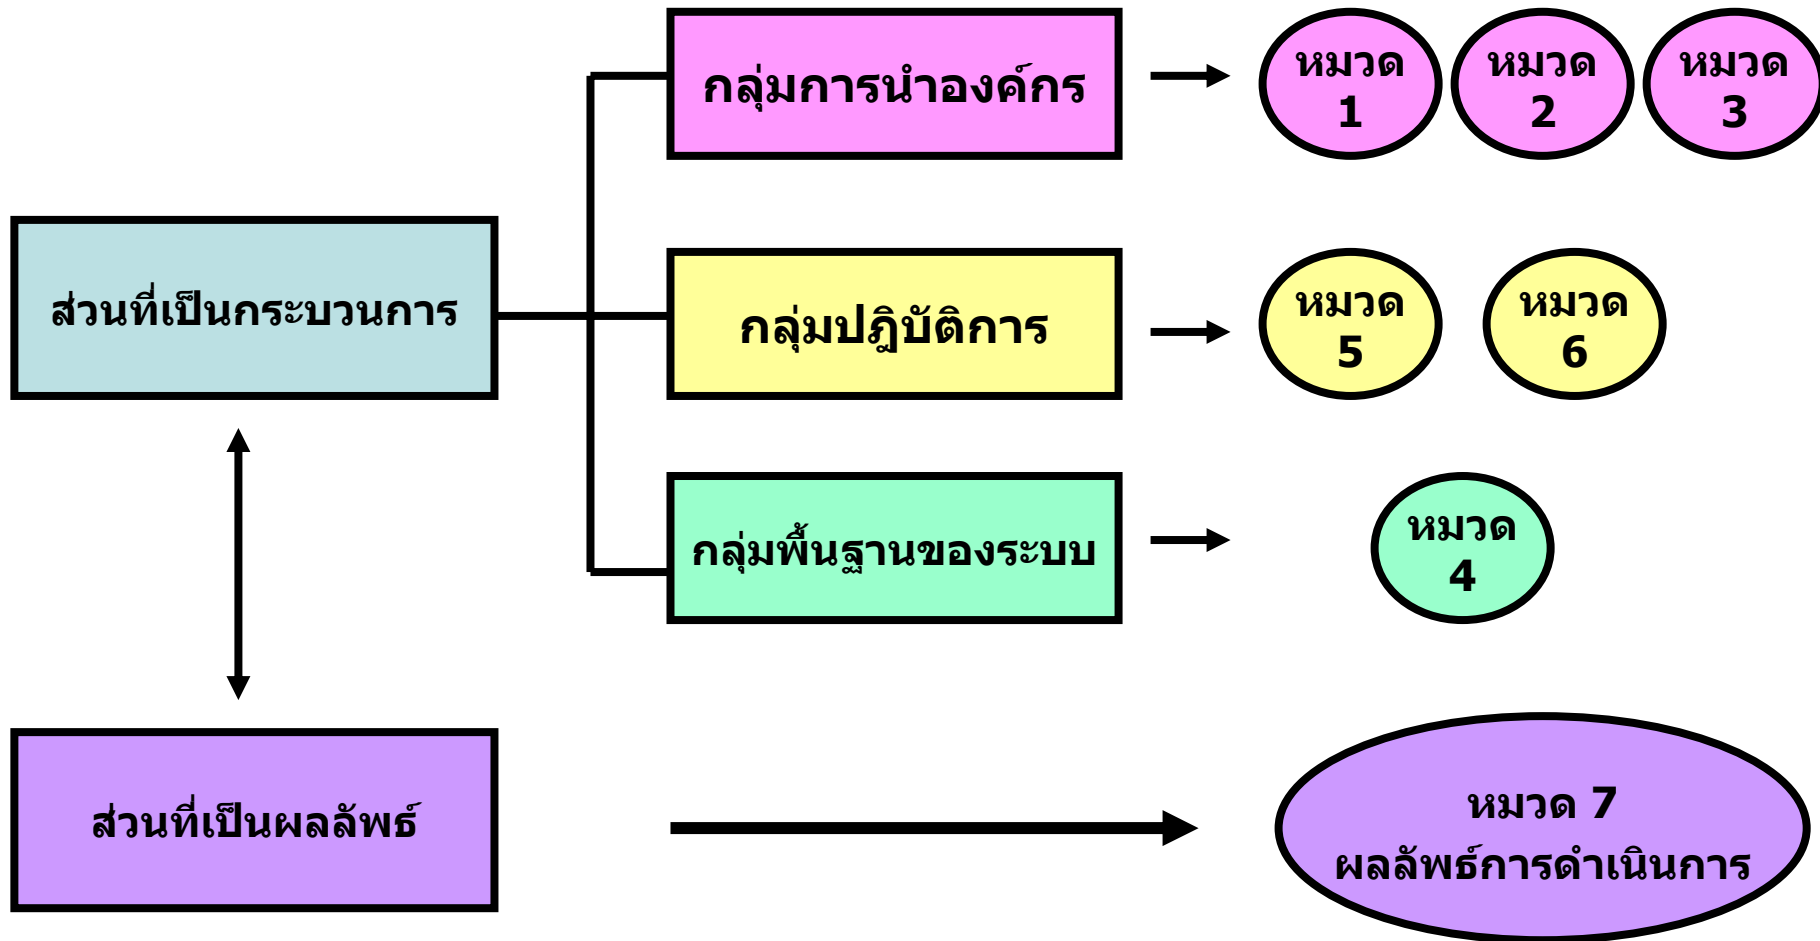 กลุ่มการนำองค์กร
หมวด
1
หมวด
2
หมวด
3
ส่วนที่เป็นกระบวนการ
กลุ่มปฎิบัติการ
หมวด
5
หมวด
6
กลุ่มพื้นฐานของระบบ
หมวด
4
ส่วนที่เป็นผลลัพธ์
หมวด 7
ผลลัพธ์การดำเนินการ